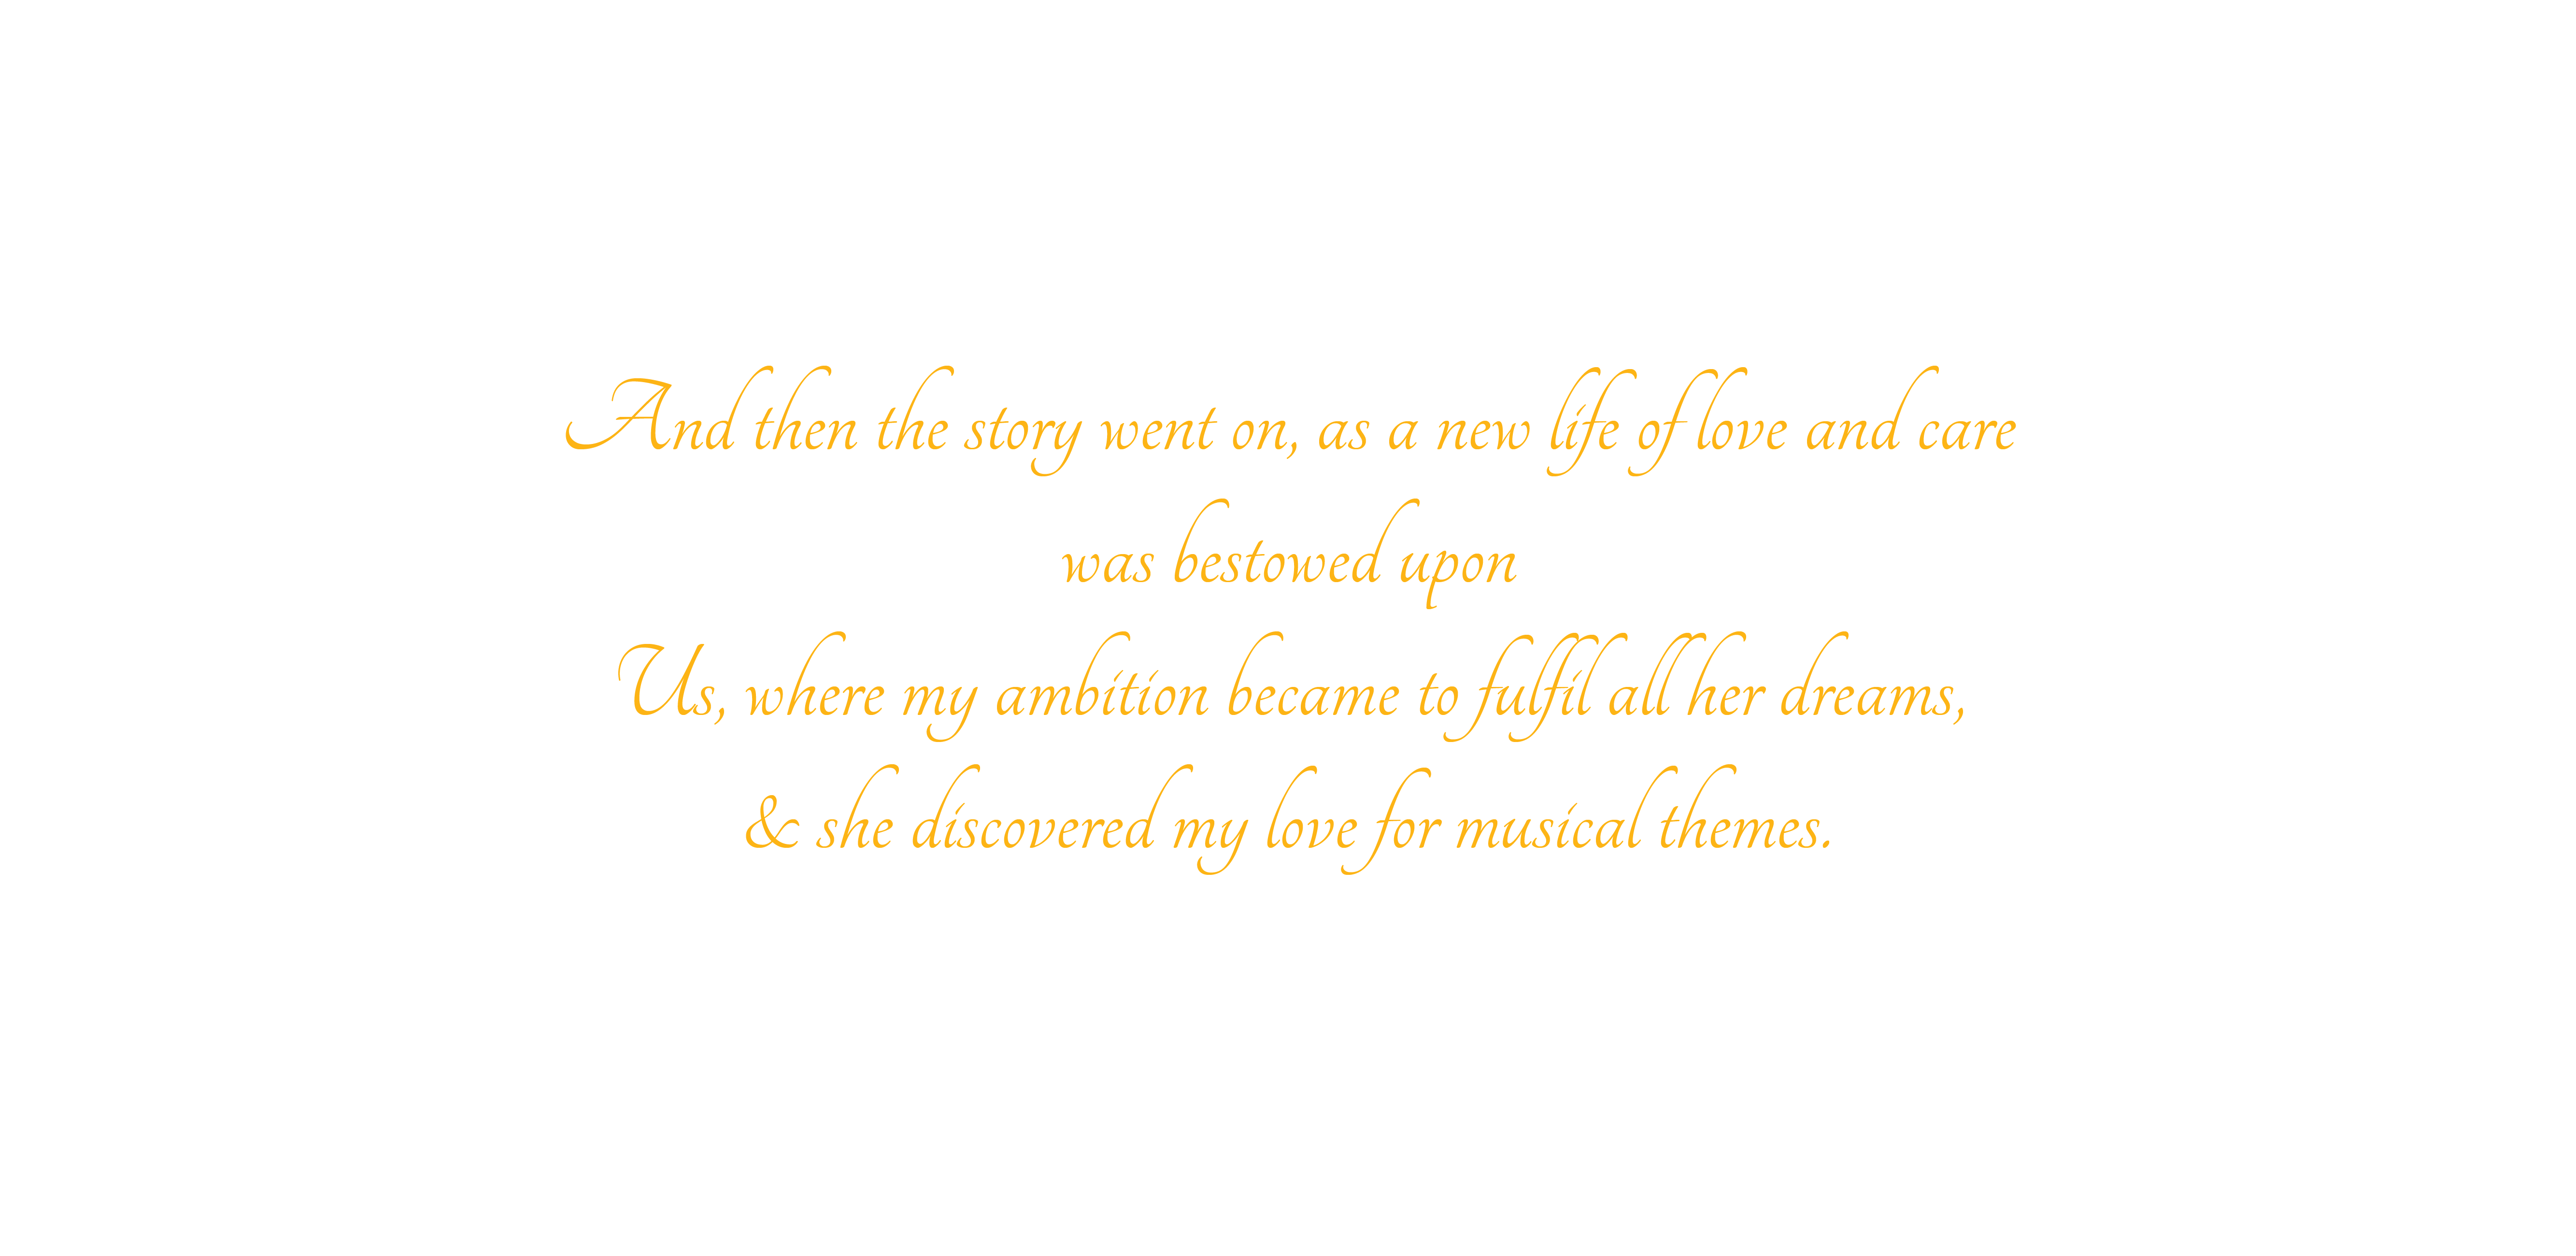 And then the story went on, as a new life of love and care
was bestowed upon
Us, where my ambition became to fulfil all her dreams,
& she discovered my love for musical themes.